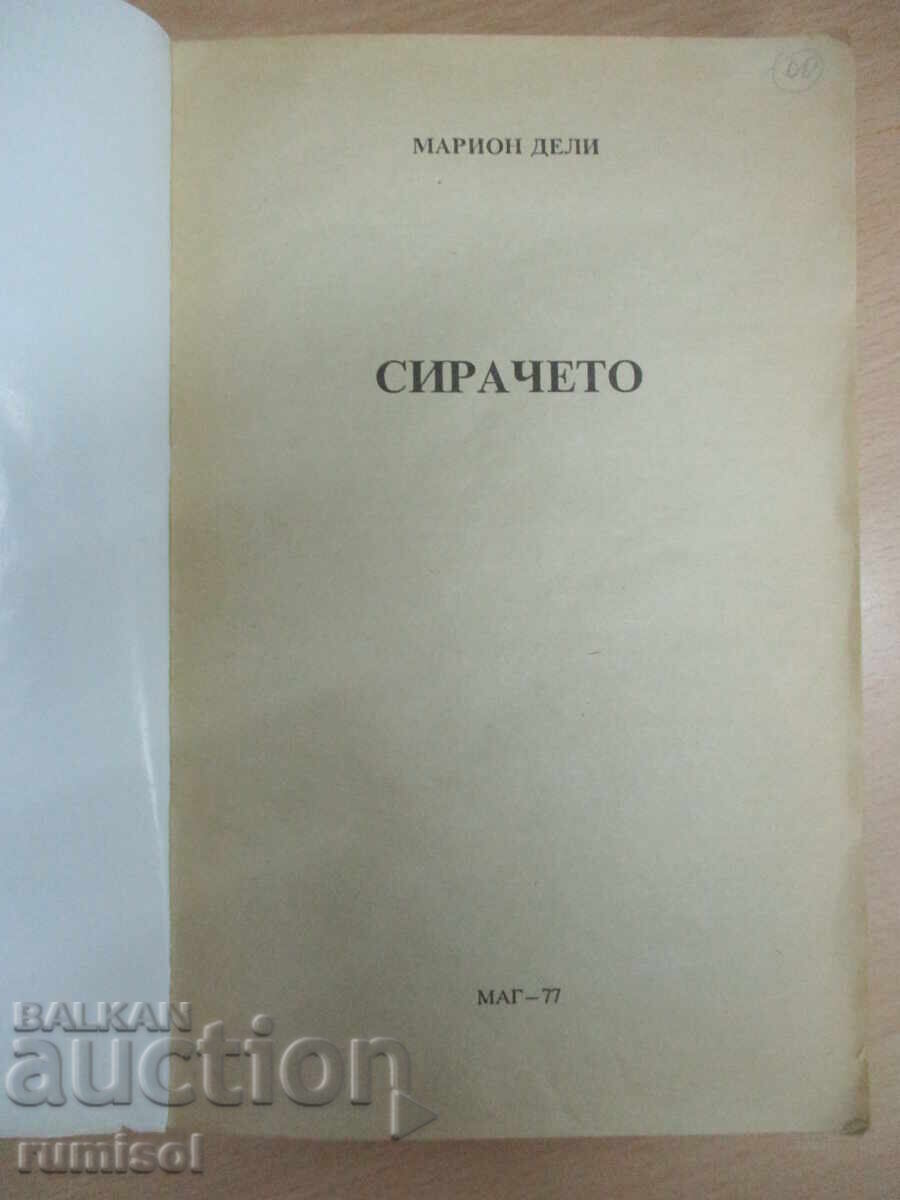 МАРИОН ДЕЛИ
СИРАЧЕТО
МАГ–77
BALKAN
auction
rumisol